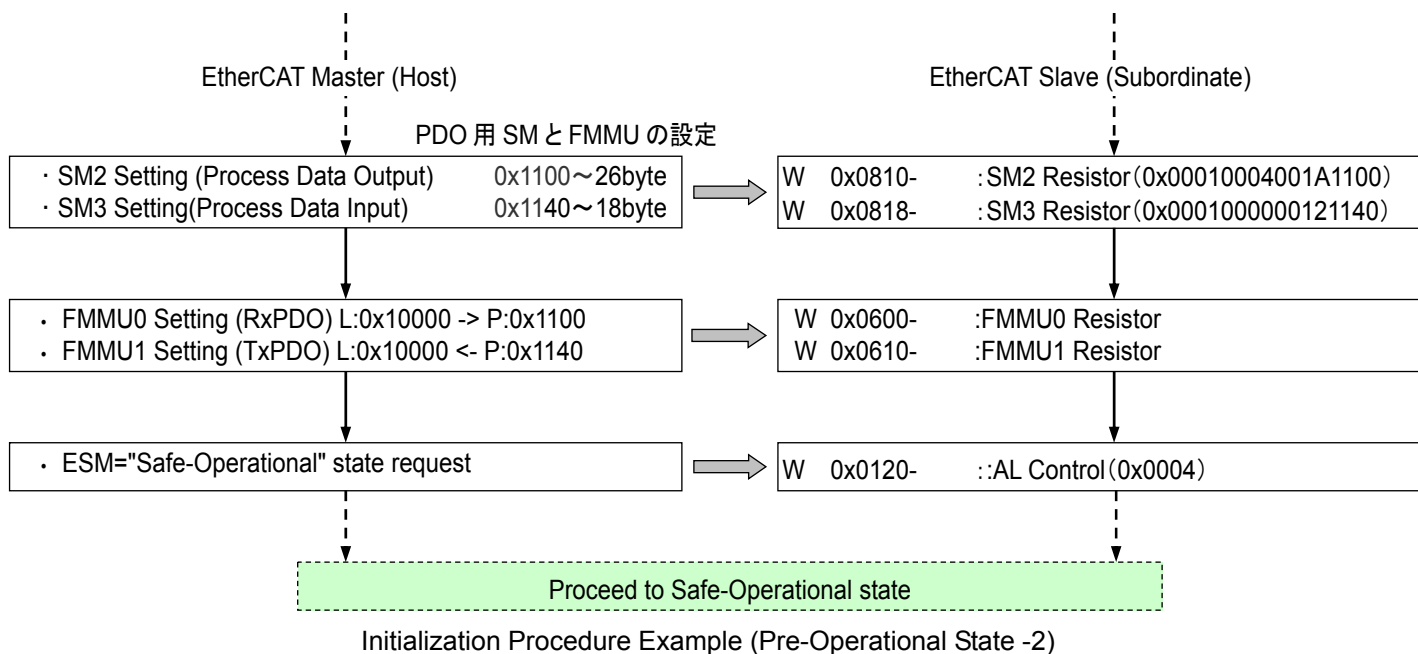 EtherCAT Master (Host)
EtherCAT Slave (Subordinate)
PDO 用 SM と FMMU の設定
· SM2 Setting (Process Data Output) 0x1100～26byte
· SM3 Setting(Process Data Input) 0x1140～18byte
W 0x0810- :SM2 Resistor(0x00010004001A1100)
W 0x0818- :SM3 Resistor(0x0001000000121140)
· FMMU0 Setting (RxPDO) L:0x10000 -> P:0x1100
· FMMU1 Setting (TxPDO) L:0x10000 <- P:0x1140
W 0x0600- :FMMU0 Resistor
W 0x0610- :FMMU1 Resistor
· ESM="Safe-Operational" state request
W 0x0120- ::AL Control(0x0004)
Proceed to Safe-Operational state
Initialization Procedure Example (Pre-Operational State -2)